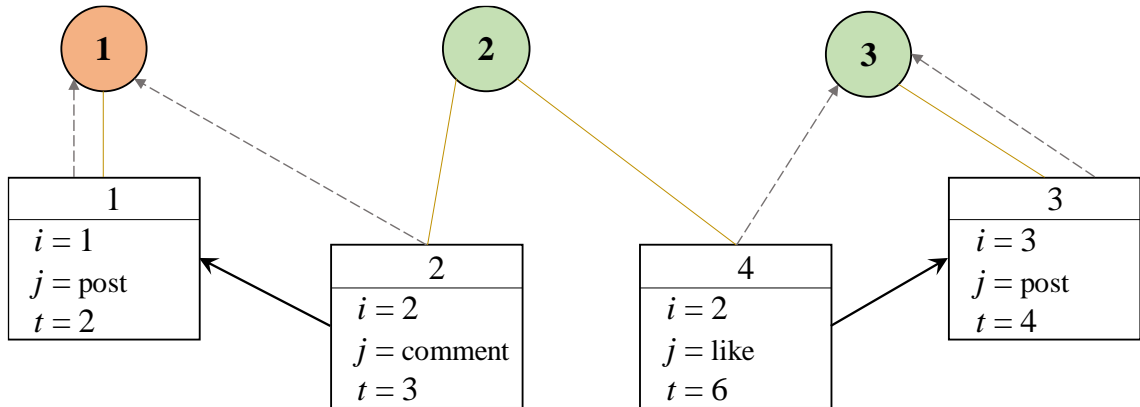 1
2
3
1
i = 1
j = post
t = 2
2
i = 2
j = comment
t = 3
4
i = 2
j = like
t = 6
3
i = 3
j = post
t = 4